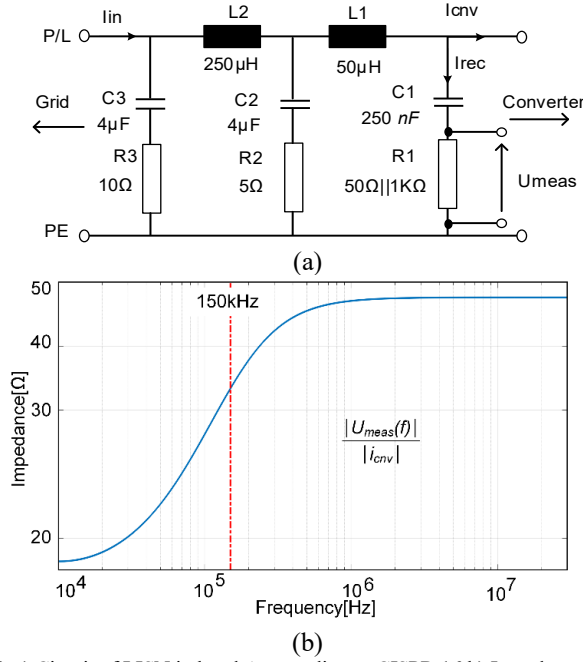 Iin
L2
L1
Icnv
P/L
250µH
50µH
Irec
Grid
C3
4µF
C2
4µF
C1
250 nF
Converter
R3
10Ω
R2
5Ω
R1
50Ω||1KΩ
Umeas
PE
(a)
50
40
30
20
Impedance[Ω]
150kHz
|U_meas(f)|
|i_cnv|
10^4
10^5
10^6
10^7
Frequency[Hz]
(b)